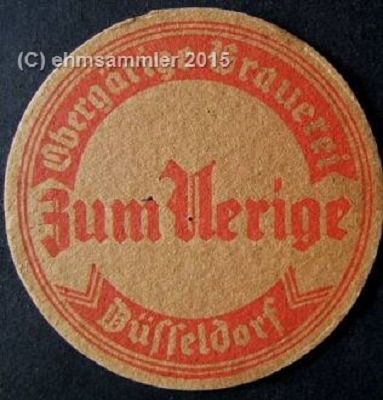 (C) ehmsammler 2015
Obergärige Brauerei
Zum Uerige
Düsseldorf